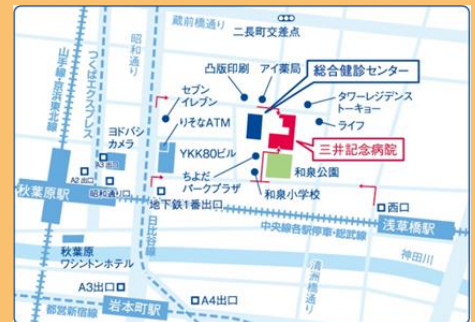 蔵前橋通り
二長町交差点
昭和通り
つくばエクスプレス
山手線・京浜東北線
凸版印刷
アイ薬局
総合健診センター
セブン
イレブン
りそなATM
タワーレジデンス
トーキョー
ライフ
ヨドバシ
カメラ
YKK80ビル
三井記念病院
A3出口
A2出口
昭和通り口
ちよだ
パークプラザ
和泉公園
和泉小学校
秋葉原駅
地下鉄1番出口
西口
浅草橋駅
中央線各駅停車・総武線
日比谷線
清洲橋通り
神田川
秋葉原
ワシントンホテル
A3出口
A4出口
岩本町駅
都営新宿線